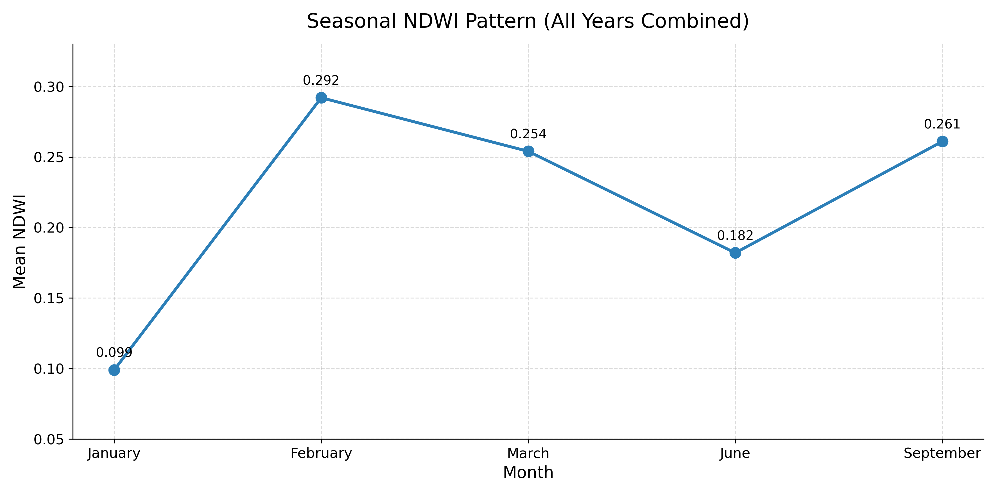 Seasonal NDWI Pattern (All Years Combined)
Mean NDWI
0.30
0.25
0.20
0.15
0.10
0.05
0.099
0.292
0.254
0.182
0.261
January
February
March
June
September
Month